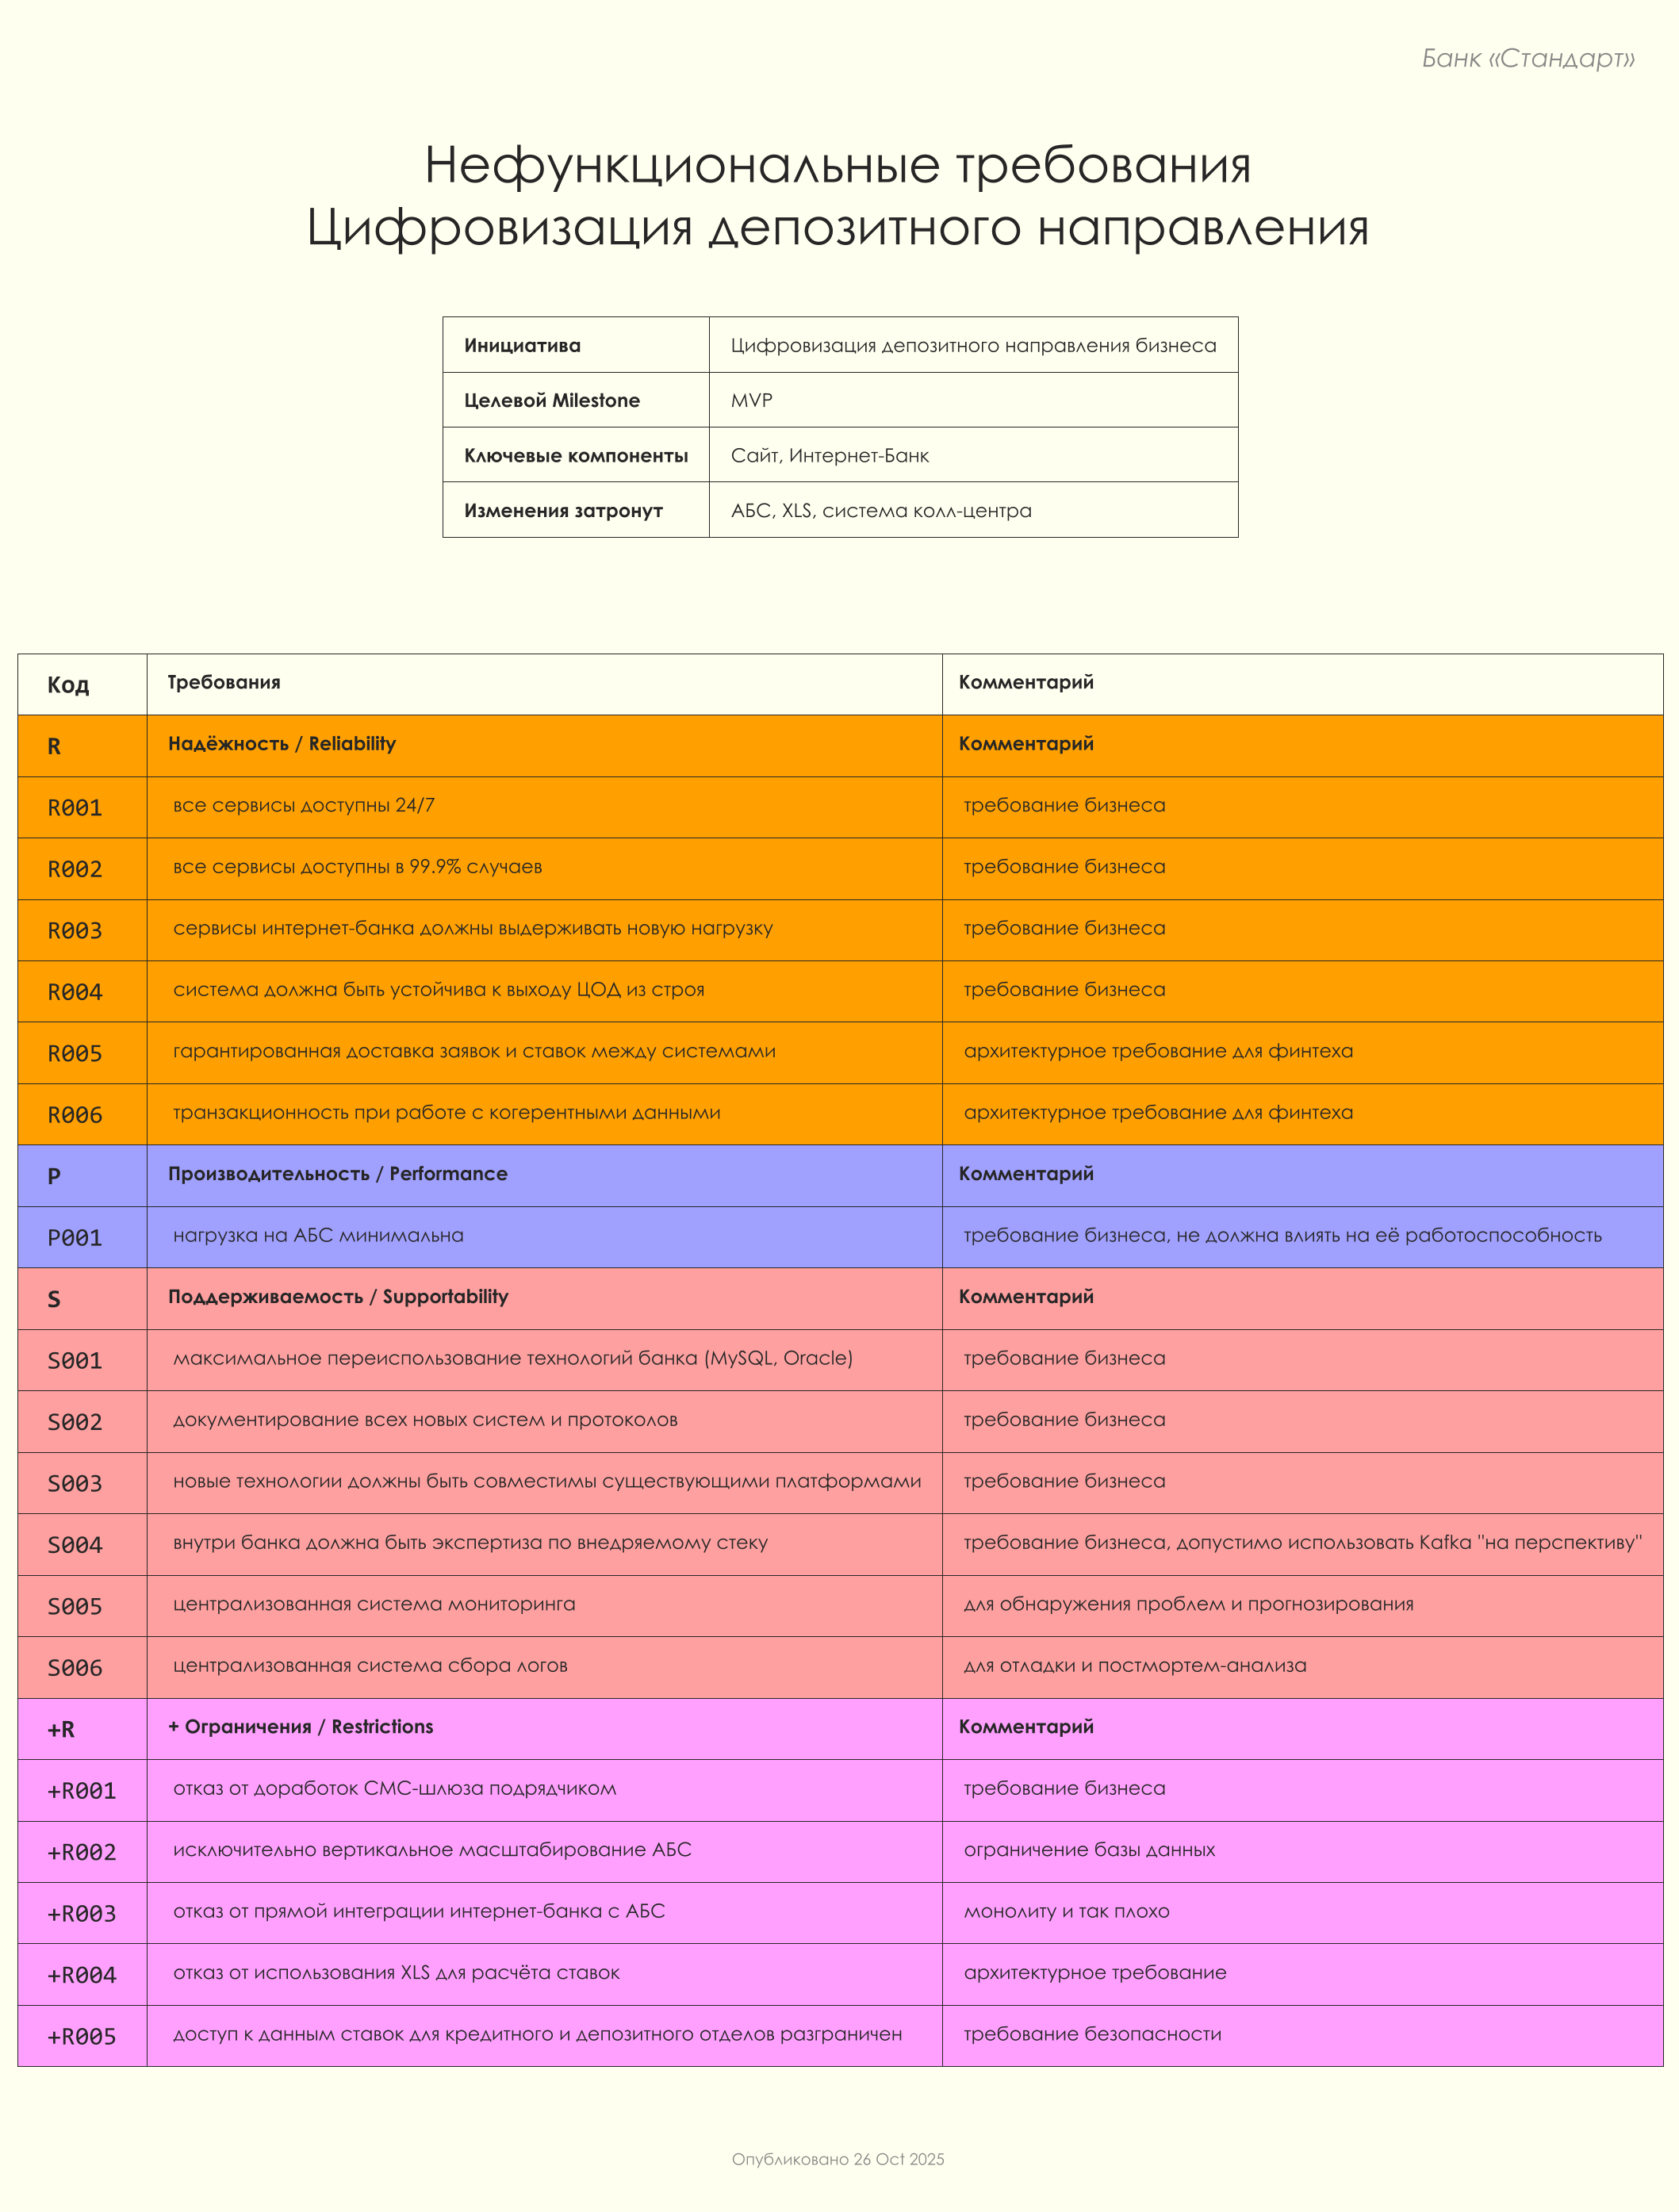 Банк «Стандарт»
Нефункциональные требования
Цифровизация депозитного направления
Инициатива Цифровизация депозитного направления бизнеса
Целевой Milestone MVP
Ключевые компоненты Сайт, Интернет-Банк
Изменения затронут АБС, XLS, система колл-центра
Код Требования Комментарий
R Надёжность / Reliability Комментарий
R001 все сервисы доступны 24/7 требование бизнеса
R002 все сервисы доступны в 99.9% случаев требование бизнеса
R003 сервисы интернет-банка должны выдерживать новую нагрузку требование бизнеса
R004 система должна быть устойчива к выходу ЦОД из строя требование бизнеса
R005 гарантированная доставка заявок и ставок между системами архитектурное требование для финтеха
R006 транзакционность при работе с когерентными данными архитектурное требование для финтеха
P Производительность / Performance Комментарий
P001 нагрузка на АБС минимальна требование бизнеса, не должна влиять на её работоспособность
S Поддерживаемость / Supportability Комментарий
S001 максимальное переиспользование технологий банка (MySQL, Oracle) требование бизнеса
S002 документирование всех новых систем и протоколов требование бизнеса
S003 новые технологии должны быть совместимы существующими платформами требование бизнеса
S004 внутри банка должна быть экспертиза по внедряемому стеку требование бизнеса, допустимо использовать Kafka "на перспективу"
S005 централизованная система мониторинга для обнаружения проблем и прогнозирования
S006 централизованная система сбора логов для отладки и постмортем-анализа
+R + Ограничения / Restrictions Комментарий
+R001 отказ от доработок СМС-шлюза подрядчиком требование бизнеса
+R002 исключительно вертикальное масштабирование АБС ограничение базы данных
+R003 отказ от прямой интеграции интернет-банка с АБС монолиту и так плохо
+R004 отказ от использования XLS для расчёта ставок архитектурное требование
+R005 доступ к данным ставок для кредитного и депозитного отделов разграничен требование безопасности
Опубликовано 26 Oct 2025